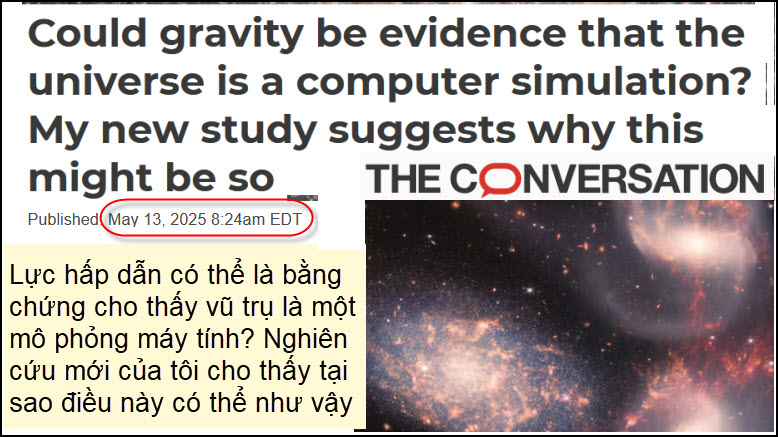 Could gravity be evidence that the
universe is a computer simulation?
My new study suggests why this
might be so
THE CONVERSATION
Published: May 13, 2025 8:24am EDT
Lực hấp dẫn có thể là bằng
chứng cho thấy vũ trụ là một
mô phỏng máy tính? Nghiên
cứu mới của tôi cho thấy tại
sao điều này có thể như vậy